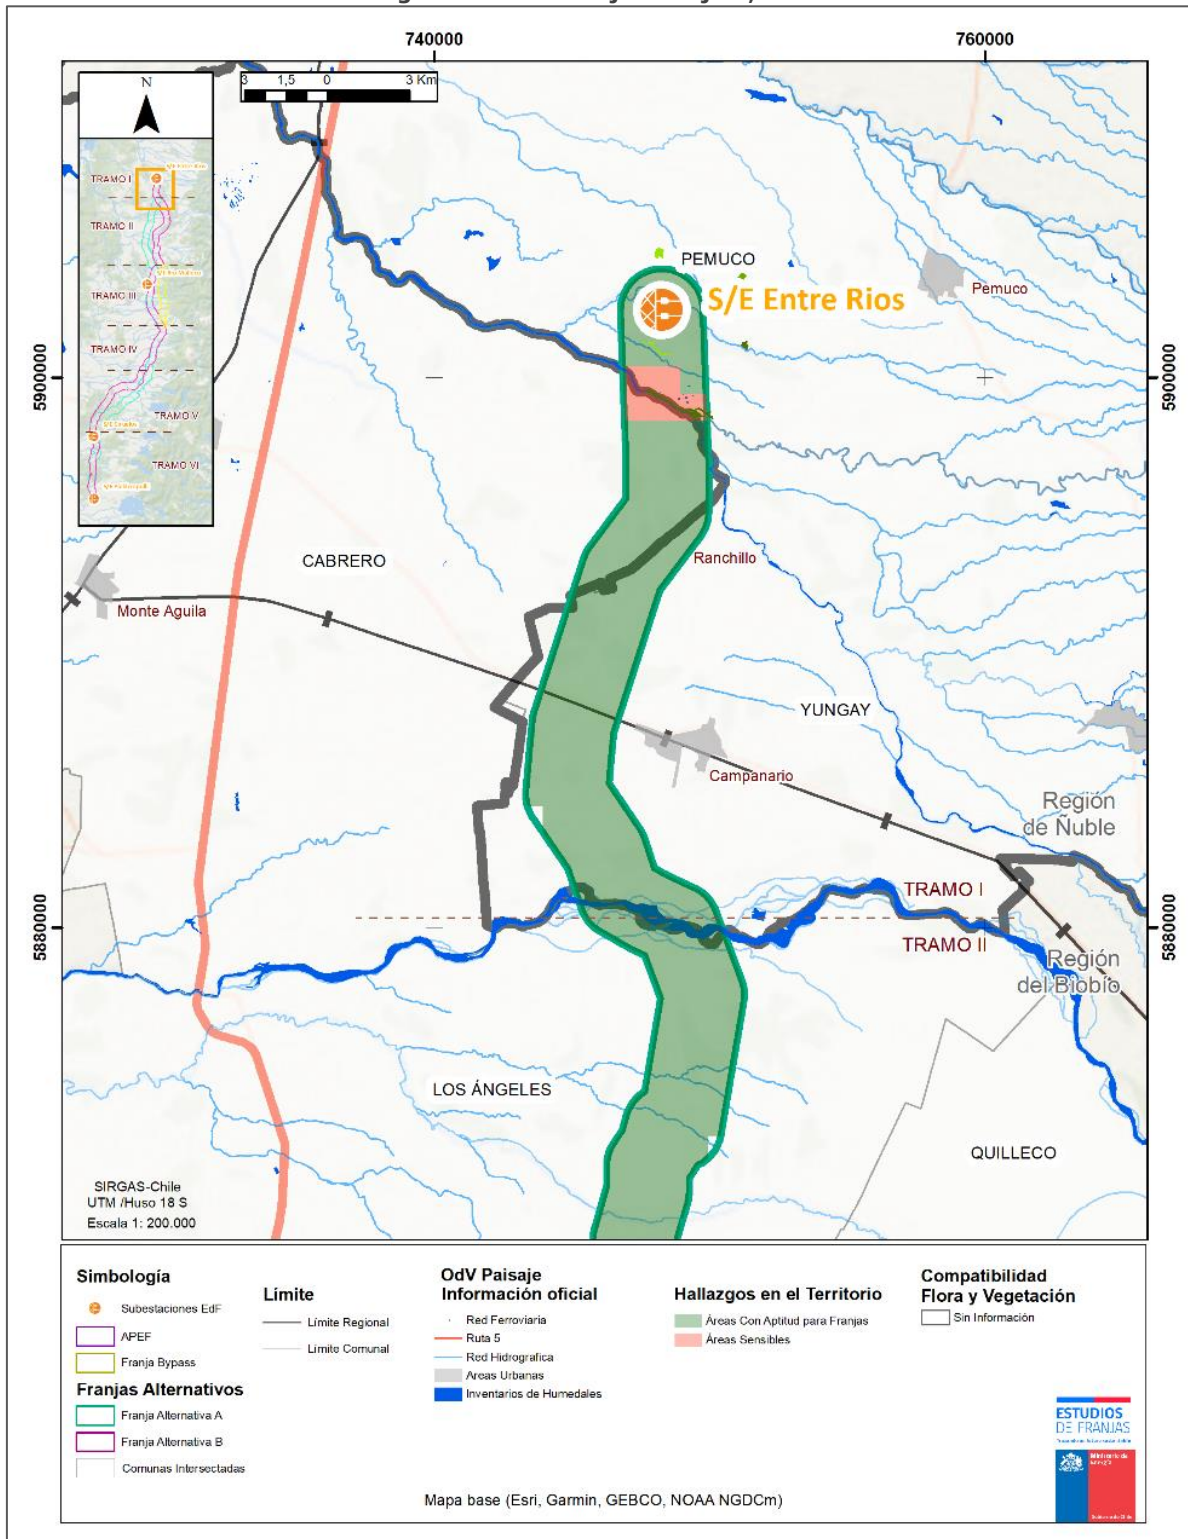 740000
760000
3 1,5 0 3 Km
N
TRAMO I
TRAMO II
TRAMO III
TRAMO IV
TRAMO V
TRAMO VI
PEMUCO
Pemuco
S/E Entre Rios
5900000
5900000
CABRERO
Ranchillo
Monte Aguila
YUNGAY
Campanario
Región
de Ñuble
TRAMO I
TRAMO II
5880000
5880000
Región
del Biobío
LOS ÁNGELES
QUILLECO
SIRGAS-Chile
UTM /Huso 18 S
Escala 1: 200.000
Simbología
Subestaciones EdF
APEF
Franja Bypass
Franjas Alternativos
Franja Alternativa A
Franja Alternativa B
Comunas Intersectadas
Límite
Límite Regional
Límite Comunal
OdV Paisaje
Información oficial
Red Ferroviaria
Ruta 5
Red Hidrografica
Areas Urbanas
Inventarios de Humedales
Hallazgos en el Territorio
Áreas Con Aptitud para Franjas
Áreas Sensibles
Compatibilidad
Flora y Vegetación
Sin Información
ESTUDIOS
DE FRANJAS
Ministerio de
Energía
Mapa base (Esri, Garmin, GEBCO, NOAA NGDCm)